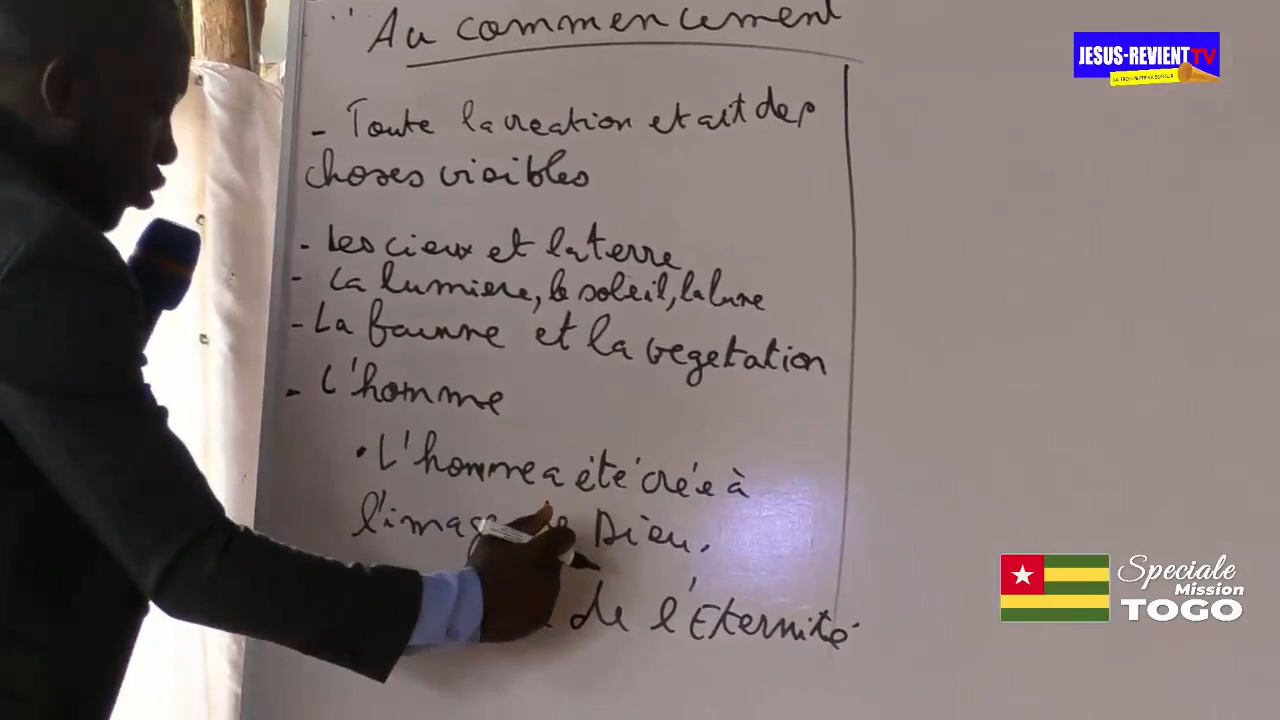 Au commencement
- Toute la creation etait des
choses visibles
- Les cieux et la terre
- La lumiere, le soleil, la lune
- La faunne et la vegetation
- L'homme
• L'homme a été créé à
l'image Dieu.
de l'Eternité
JESUS-REVIENT TV
Speciale
Mission
TOGO